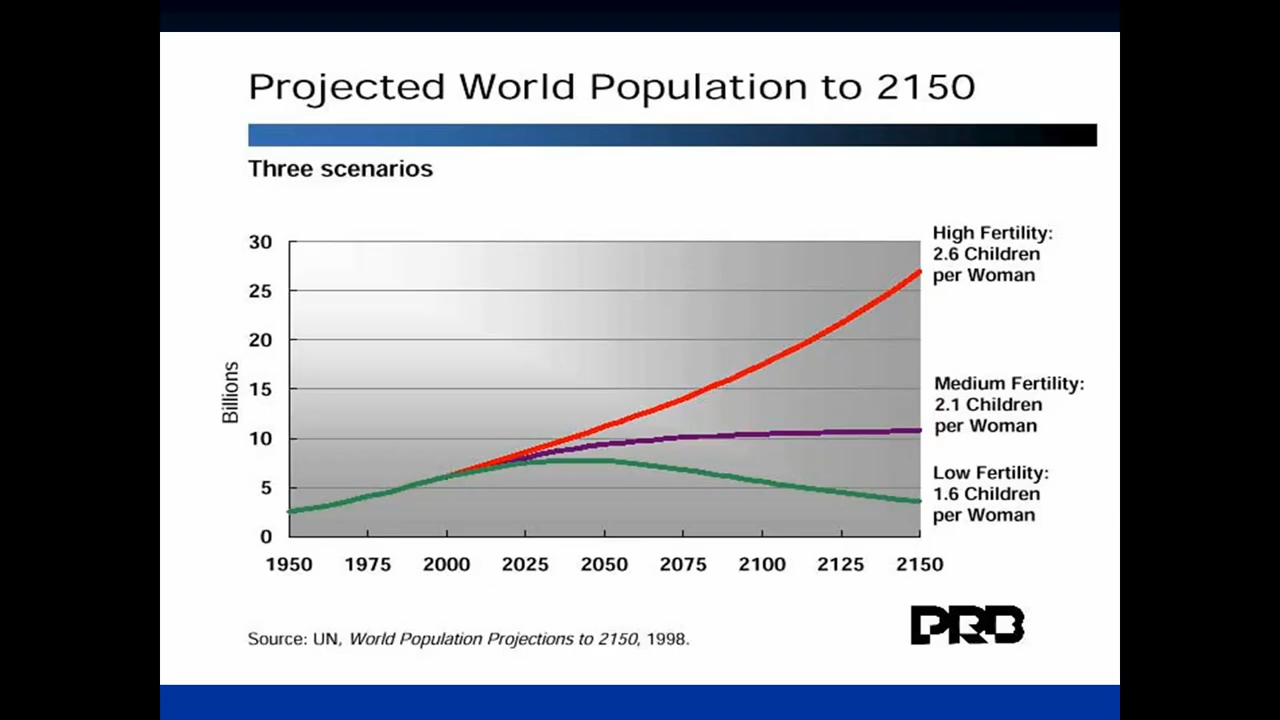 Projected World Population to 2150
Three scenarios
Billions
30
25
20
15
10
5
0
1950 1975 2000 2025 2050 2075 2100 2125 2150
High Fertility:
2.6 Children
per Woman
Medium Fertility:
2.1 Children
per Woman
Low Fertility:
1.6 Children
per Woman
Source: UN, World Population Projections to 2150, 1998.
PRB